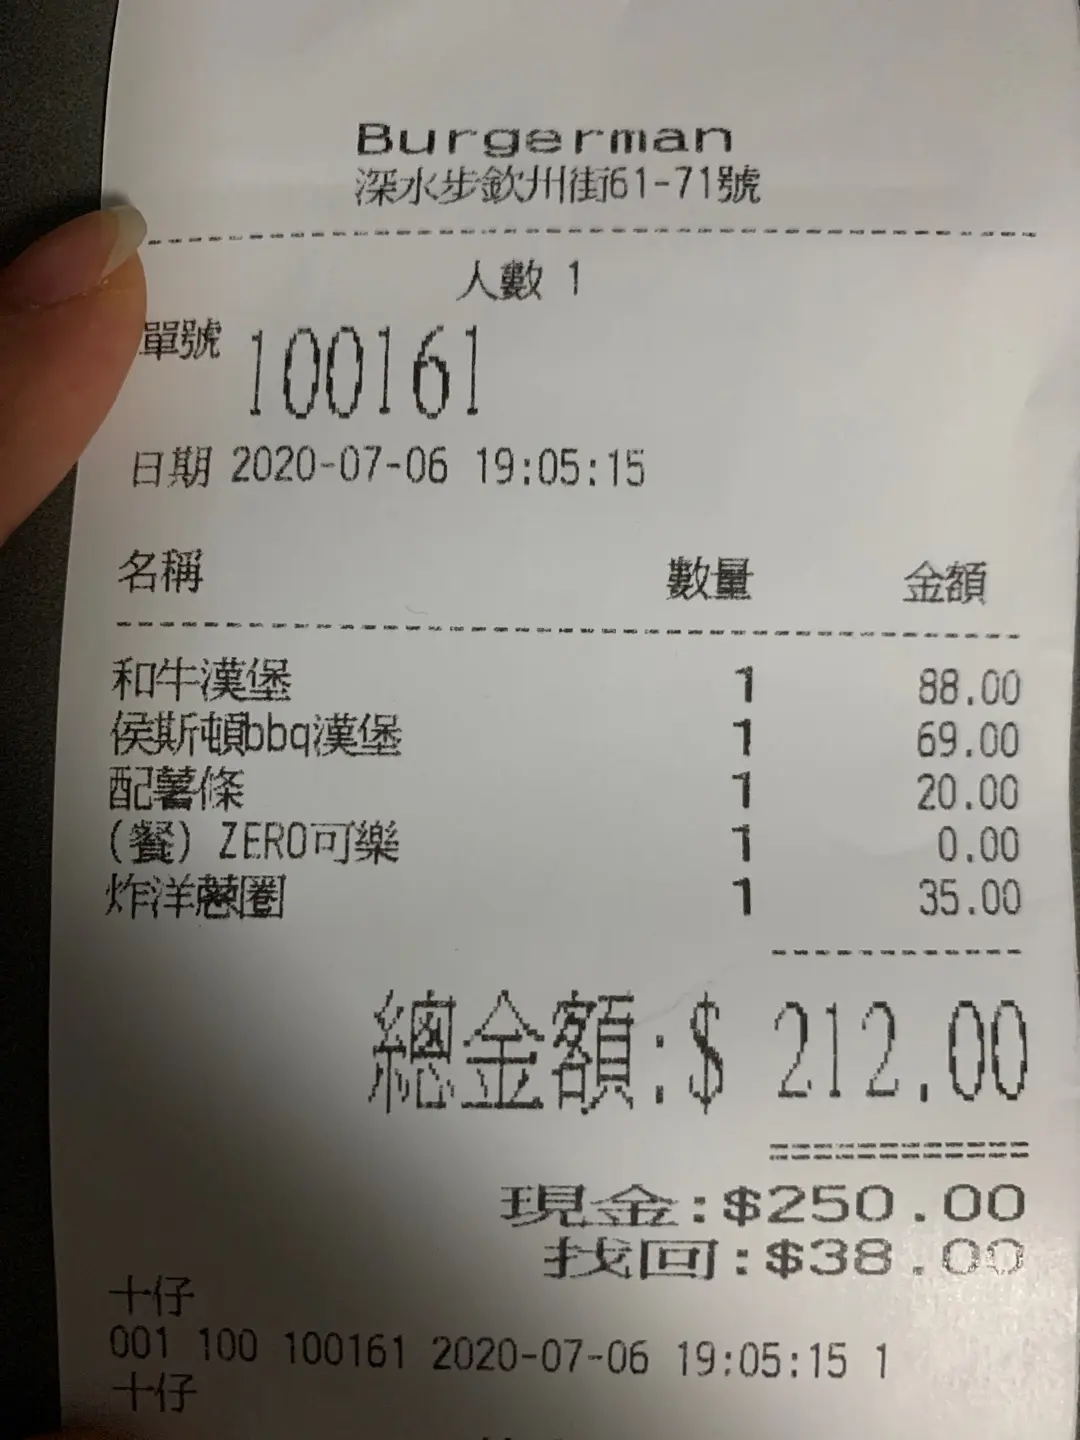 Burgerman
深水步欽州街61-71號
人數 1
單號 100161
日期 2020-07-06 19:05:15
名稱 數量 金額
和牛漢堡 1 88.00
侯斯頓bbq漢堡 1 69.00
配薯條 1 20.00
(餐) ZERO可樂 1 0.00
炸洋蔥圈 1 35.00
總金額:$ 212.00
現金:$250.00
找回:$38.00
十仔
001 100 100161 2020-07-06 19:05:15 1
十仔